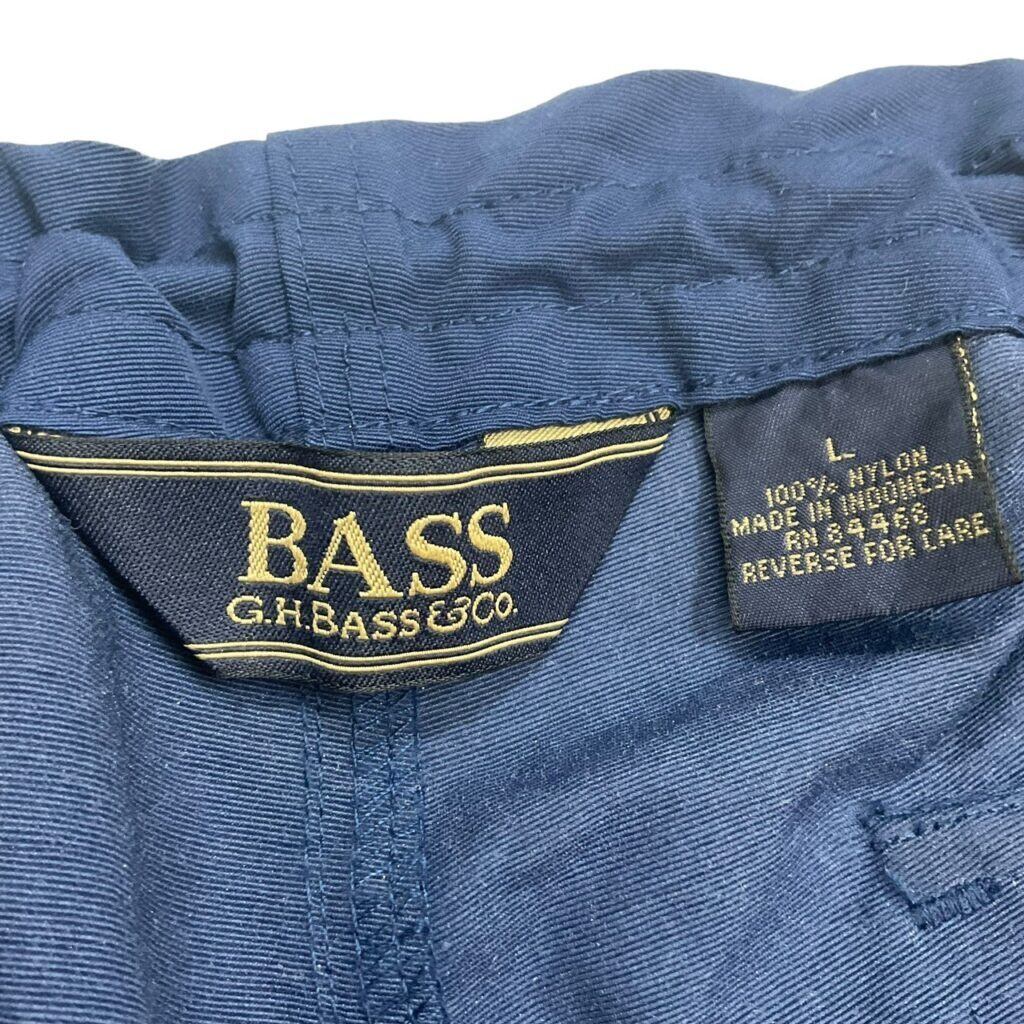 BASS
G.H.BASS&CO.
L
100% NYLON
MADE IN INDONESIA
RN 84466
REVERSE FOR CARE